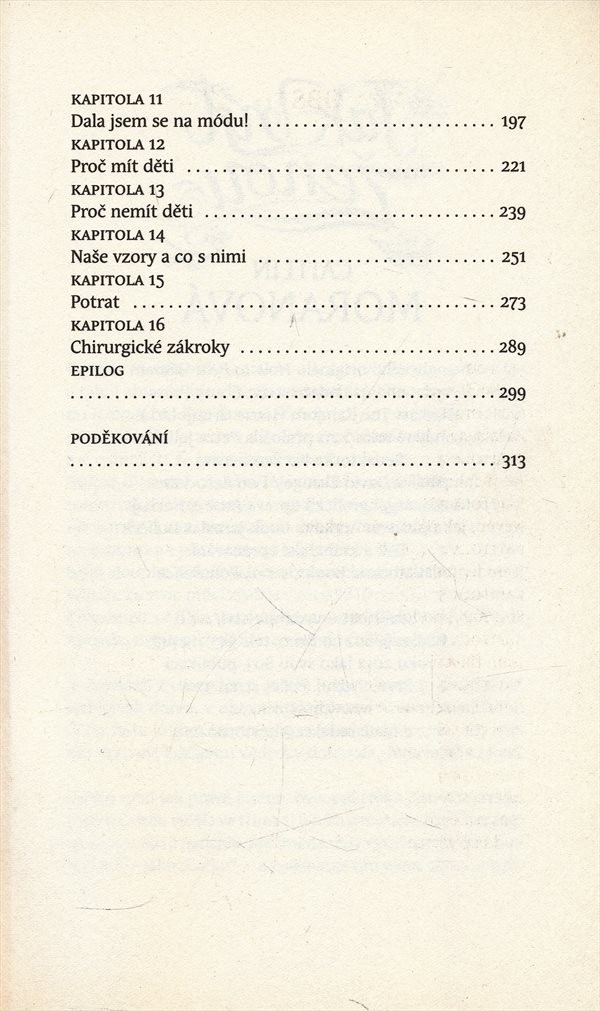 KAPITOLA 11
Dala jsem se na módu! ........................... 197
KAPITOLA 12
Proč mít děti ..................................... 221
KAPITOLA 13
Proč nemít děti ................................... 239
KAPITOLA 14
Naše vzory a co s nimi ........................... 251
KAPITOLA 15
Potrat .......................................... 273
KAPITOLA 16
Chirurgické zákroky ............................. 289
EPILOG
.................................................. 299
PODĚKOVÁNÍ
.................................................. 313